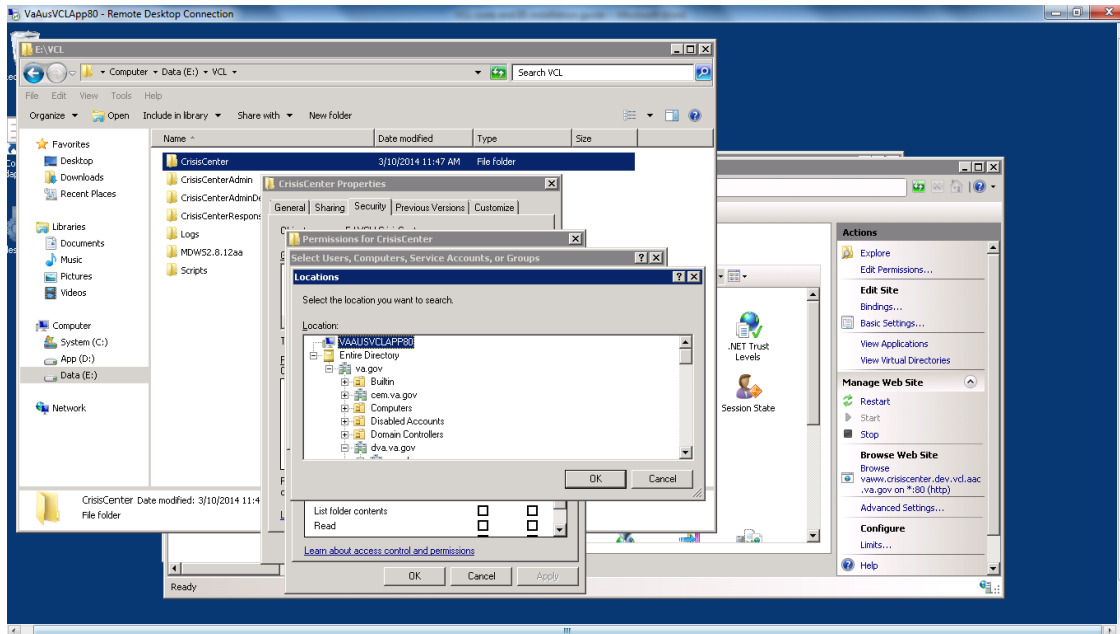 VaAusVCLApp80 - Remote Desktop Connection
E:\VCL
Computer Data (E:) VCL
Search VCL
File Edit View Tools Help
Organize Open Include in library Share with New folder
Favorites
Desktop
Downloads
Recent Places
Libraries
Documents
Music
Pictures
Videos
Computer
System (C:)
App (D:)
Data (E:)
Network
Name Date modified Type Size
CrisisCenter 3/10/2014 11:47 AM File folder
CrisisCenterAdmin
CrisisCenterAdminDe
CrisisCenterRespons
Logs
MDWS2.8.12aa
Scripts
CrisisCenter Date modified: 3/10/2014 11:4
File folder
CrisisCenter Properties
General Sharing Security Previous Versions Customize
Permissions for CrisisCenter
Select Users, Computers, Service Accounts, or Groups
Locations
Select the location you want to search.
Location:
VAAUSVCLAPP80
Entire Directory
va.gov
Builtin
cem.va.gov
Computers
Disabled Accounts
Domain Controllers
dva.va.gov
OK Cancel
List folder contents
Read
Learn about access control and permissions
OK Cancel Apply
.NET Trust
Levels
Session State
Ready
Actions
Explore
Edit Permissions...
Edit Site
Bindings...
Basic Settings...
View Applications
View Virtual Directories
Manage Web Site
Restart
Start
Stop
Browse Web Site
Browse
vaww.crisiscenter.dev.vcl.aac
.va.gov on *:80 (http)
Advanced Settings...
Configure
Limits...
Help